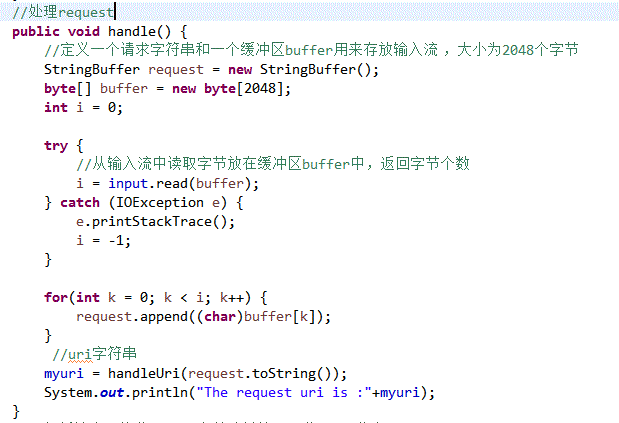 //处理request
public void handle() {
//定义一个请求字符串和一个缓冲区buffer用来存放输入流 ，大小为2048个字节
StringBuffer request = new StringBuffer();
byte[] buffer = new byte[2048];
int i = 0;
try {
//从输入流中读取字节放在缓冲区buffer中，返回字节个数
i = input.read(buffer);
} catch (IOException e) {
e.printStackTrace();
i = -1;
}
for(int k = 0; k < i; k++) {
request.append((char)buffer[k]);
}
//uri字符串
myuri = handleUri(request.toString());
System.out.println("The request uri is :"+myuri);
}